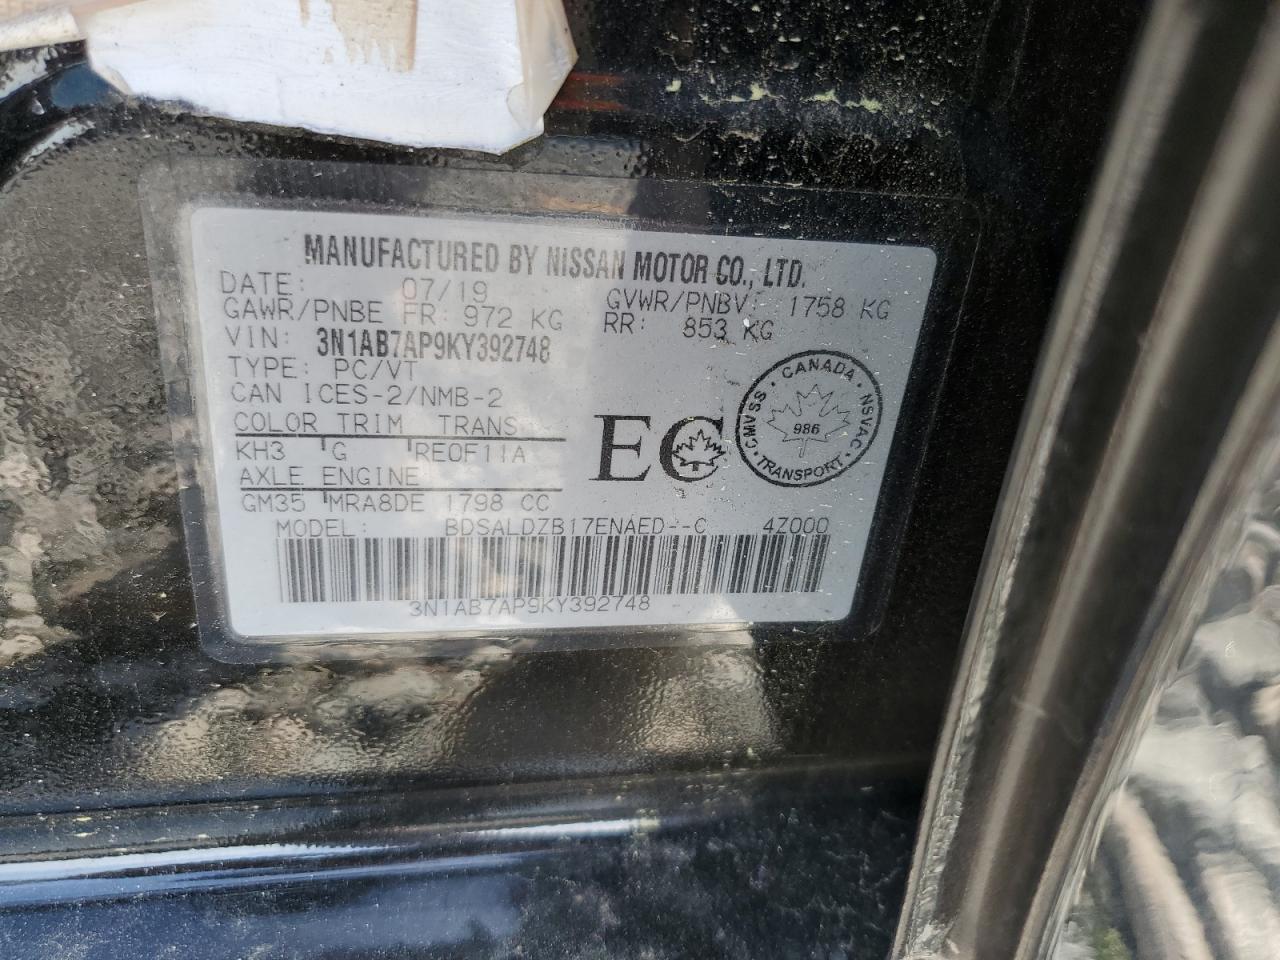 MANUFACTURED BY NISSAN MOTOR CO., LTD.
DATE: 07/19 GVWR/PNBV: 1758 KG
GAWR/PNBE FR: 972 KG RR: 853 KG
VIN: 3N1AB7AP9KY392748
TYPE: PC/VT
CAN ICES-2/NMB-2
COLOR TRIM TRANS
KH3 G RE0F11A
AXLE ENGINE
GM35 MRA8DE 1798 CC
EC
CMVSS · CANADA · NSVAC · TRANSPORT ·
986
MODEL: BDSALDZB17ENAED--C 4Z000
3N1AB7AP9KY392748